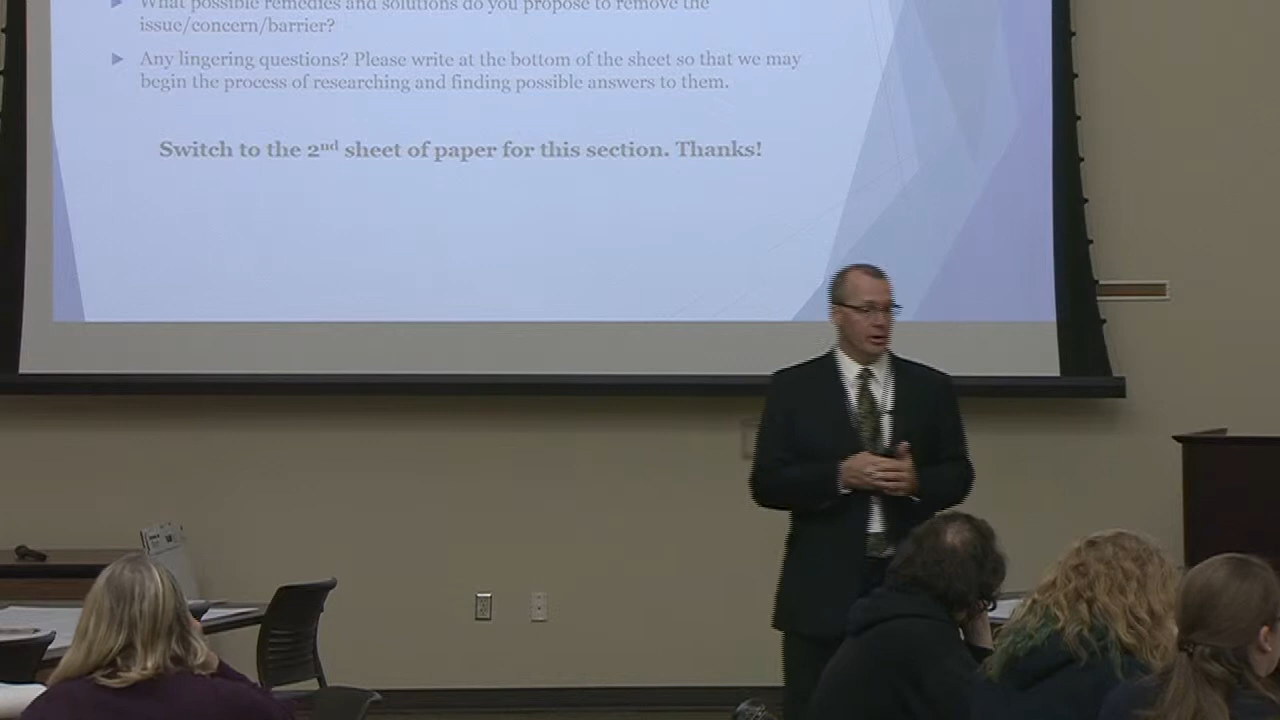 What possible remedies and solutions do you propose to remove the
issue/concern/barrier?
Any lingering questions? Please write at the bottom of the sheet so that we may
begin the process of researching and finding possible answers to them.
Switch to the 2nd sheet of paper for this section. Thanks!